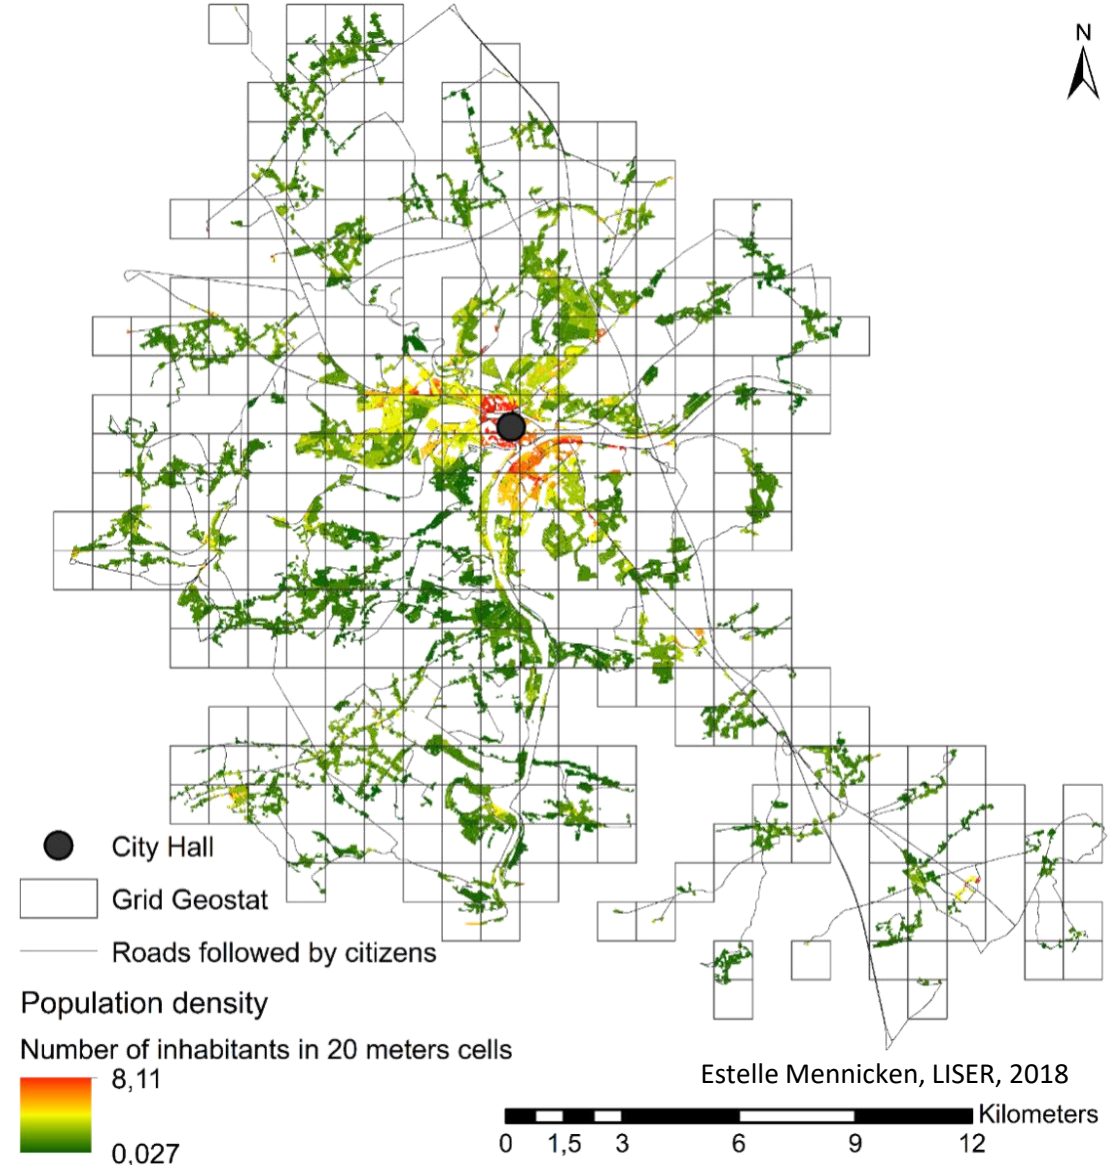 N
City Hall
Grid Geostat
Roads followed by citizens
Population density
Number of inhabitants in 20 meters cells
8,11
0,027
Estelle Mennicken, LISER, 2018
Kilometers
0 1,5 3 6 9 12